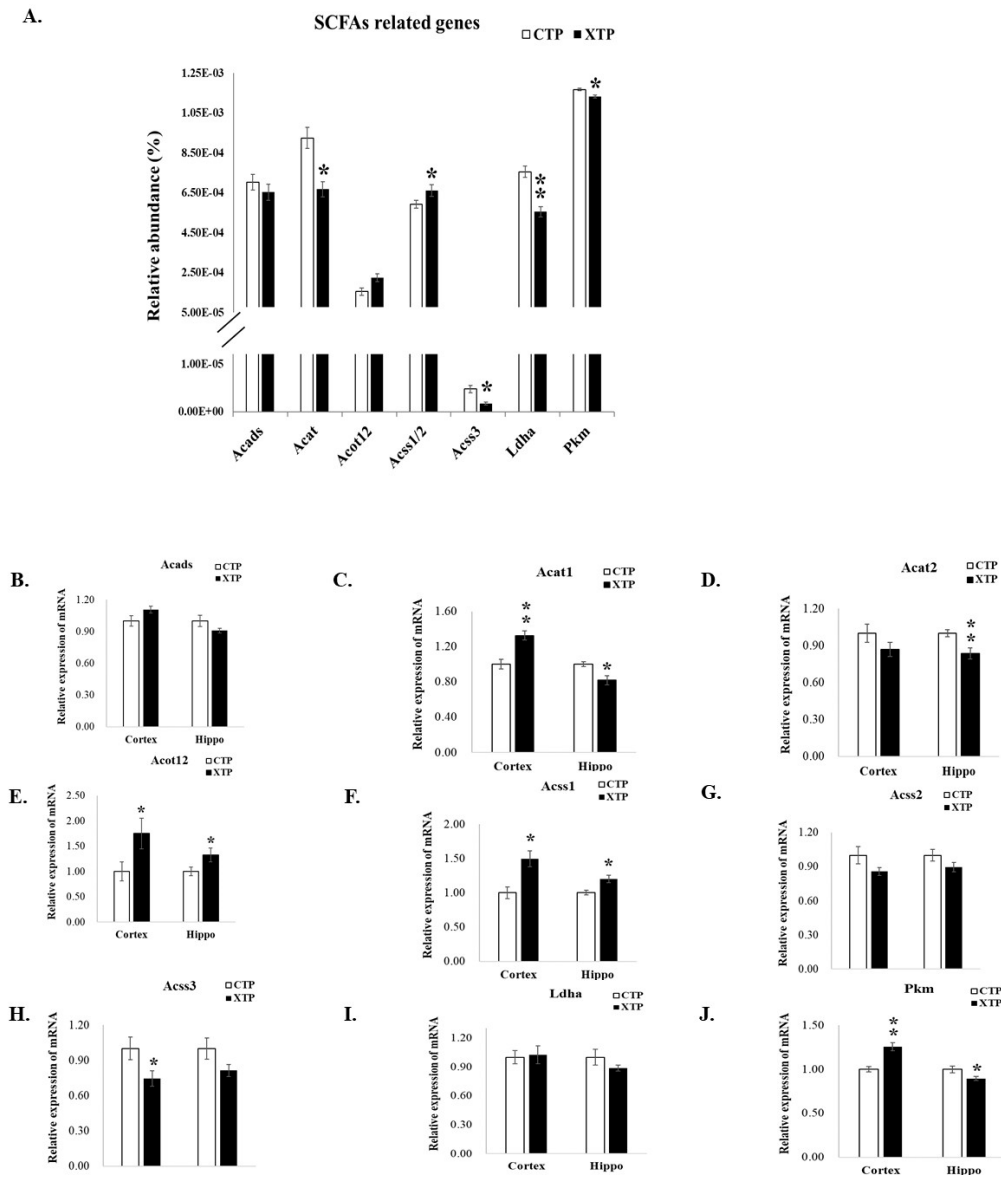 A.
SCFAs related genes
CTP XTP
Relative abundance (%)
1.25E-03
1.05E-03
8.50E-04
6.50E-04
4.50E-04
2.50E-04
5.00E-05
1.00E-05
0.00E+00
* * * * * * *
Acads Acat Acot12 Acss1/2 Acss3 Ldha Pkm
B.
Acads
CTP
XTP
Relative expression of mRNA
1.20
0.90
0.60
0.30
0.00
Cortex Hippo
C.
Acat1
CTP
XTP
Relative expression of mRNA
1.60
1.20
0.80
0.40
0.00
* * *
Cortex Hippo
D.
Acat2
CTP
XTP
Relative expression of mRNA
1.20
0.90
0.60
0.30
0.00
* *
Cortex Hippo
E.
Acot12
CTP
XTP
Relative expression of mRNA
2.50
2.00
1.50
1.00
0.50
0.00
* *
Cortex Hippo
F.
Acss1
CTP
XTP
Relative expression of mRNA
2.00
1.50
1.00
0.50
0.00
* *
Cortex Hippo
G.
Acss2
CTP
XTP
Relative expression of mRNA
1.20
0.90
0.60
0.30
0.00
Cortex Hippo
H.
Acss3
CTP
XTP
Relative expression of mRNA
1.20
0.90
0.60
0.30
0.00
*
I.
Ldha
CTP
XTP
Relative expression of mRNA
1.20
0.90
0.60
0.30
0.00
Cortex Hippo
J.
Pkm
CTP
XTP
Relative expression of mRNA
1.50
1.00
0.50
0.00
* * *
Cortex Hippo